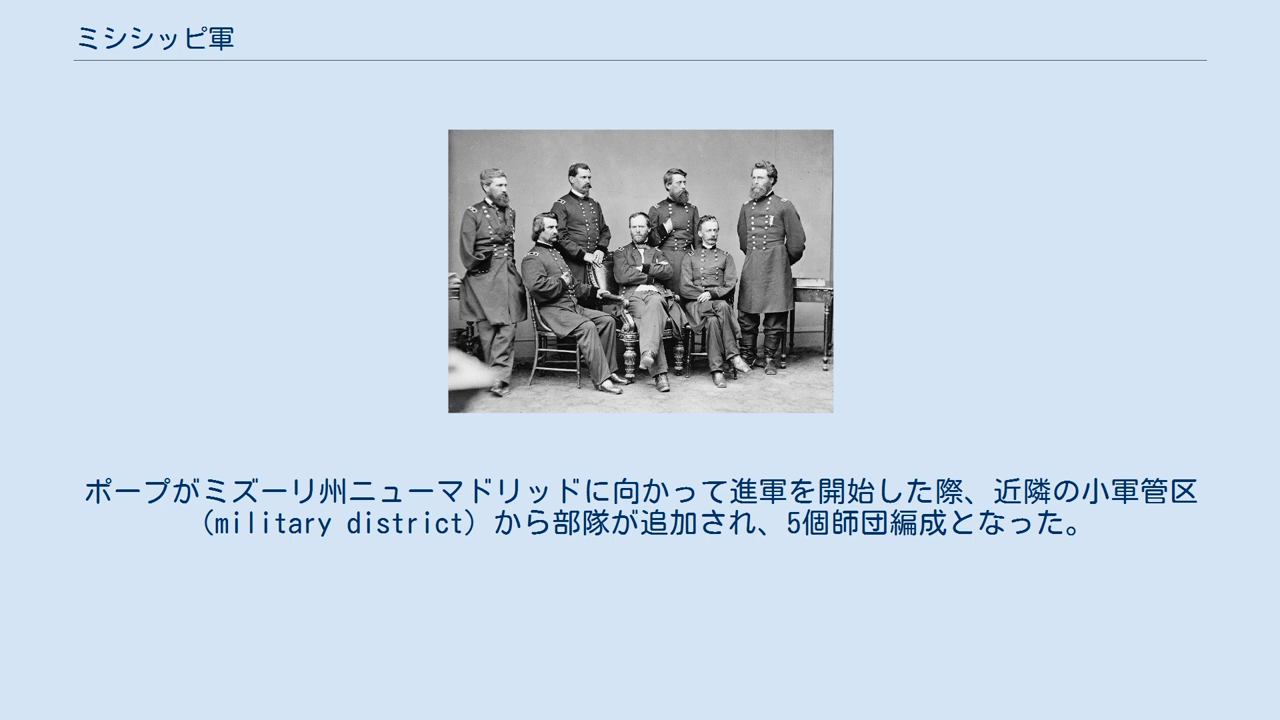 ミシシッピ軍
ポープがミズーリ州ニューマドリッドに向かって進軍を開始した際、近隣の小軍管区
（military district）から部隊が追加され、5個師団編成となった。